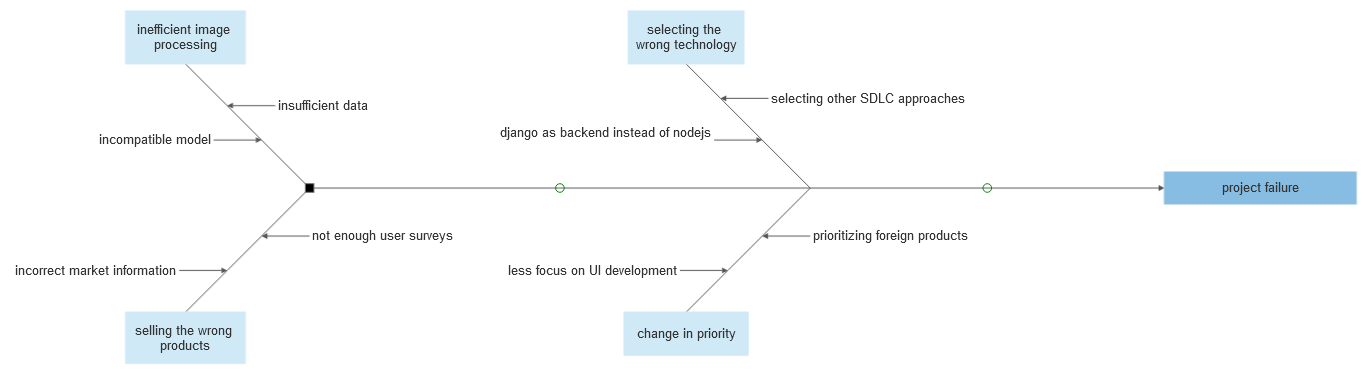 inefficient image
processing
selecting the
wrong technology
insufficient data
selecting other SDLC approaches
incompatible model
django as backend instead of nodejs
project failure
not enough user surveys
prioritizing foreign products
incorrect market information
less focus on UI development
selling the wrong
products
change in priority